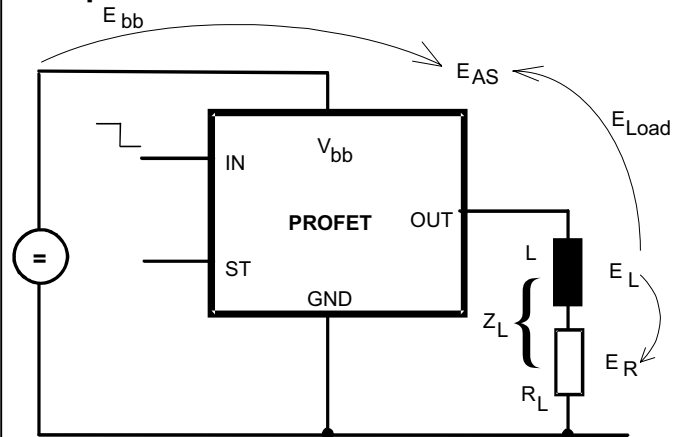 E bb
E AS
E Load
V bb
IN
PROFET
OUT
L
ST
E L
GND
Z L {
E R
R L
=